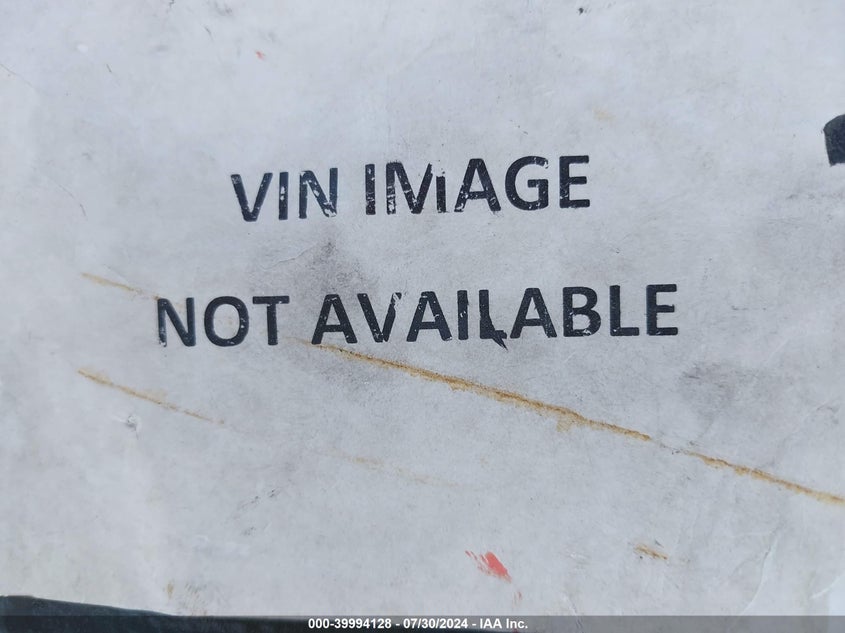 VIN IMAGE
NOT AVAILABLE
000-39994128 - 07/30/2024 - IAA Inc.